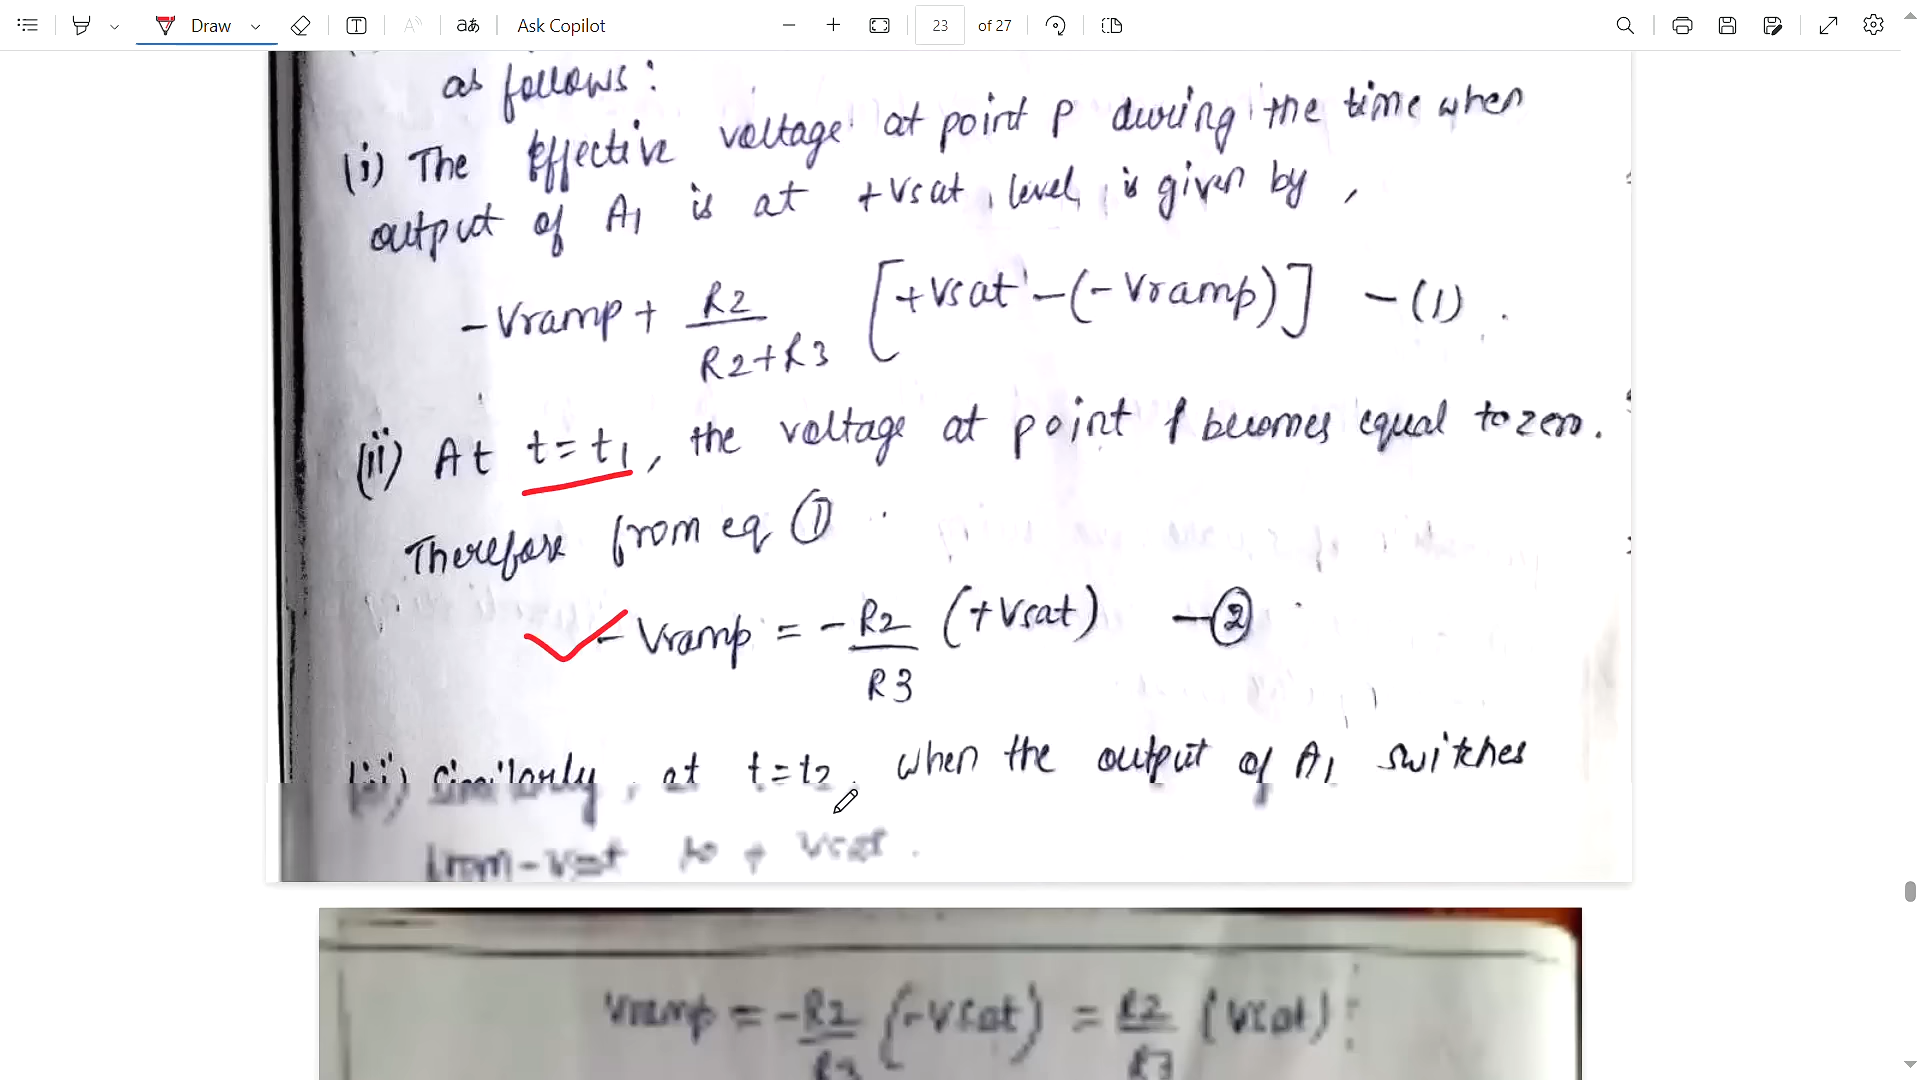 Draw
Ask Copilot
23 of 27
as follows:
(i) The Effective voltage at point P during the time when
output of A1 is at +Vsat, level, is given by,
-Vramp + R2/R2+R3 [+Vsat -(-Vramp)] -(1).
(ii) At t=t1, the voltage at point P becomes equal to zero.
Therefore from eq ①
- Vramp = -R2/R3 (+Vsat) -②
(iii) similarly, at t=t2, when the output of A1 switches
from -Vsat to + Vsat.
Vramp = -R2/R3 (-Vsat) = R2/R3 (Vsat):